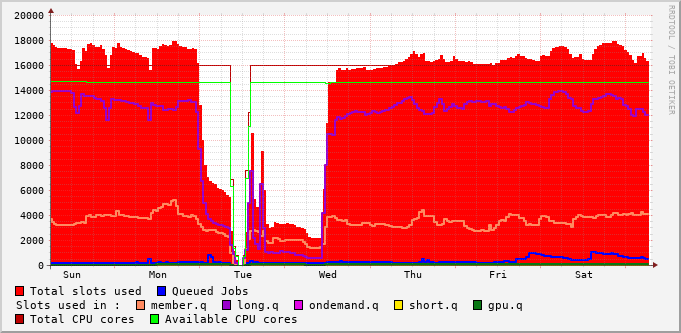 20000
18000
16000
14000
12000
10000
8000
6000
4000
2000
0
Sun Mon Tue Wed Thu Fri Sat
RRDTOOL / TOBI OETIKER
Total slots used Queued Jobs
Slots used in : member.q long.q ondemand.q short.q gpu.q
Total CPU cores Available CPU cores